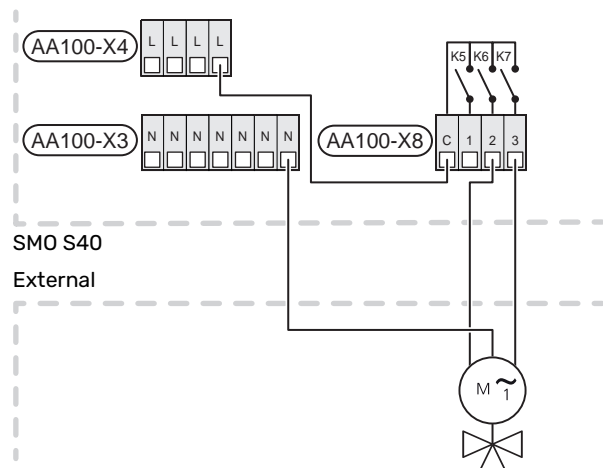 AA100-X4
L L L L
K5 K6 K7
AA100-X3
N N N N N N N
AA100-X8
C 1 2 3
SMO S40
External
M ~
1